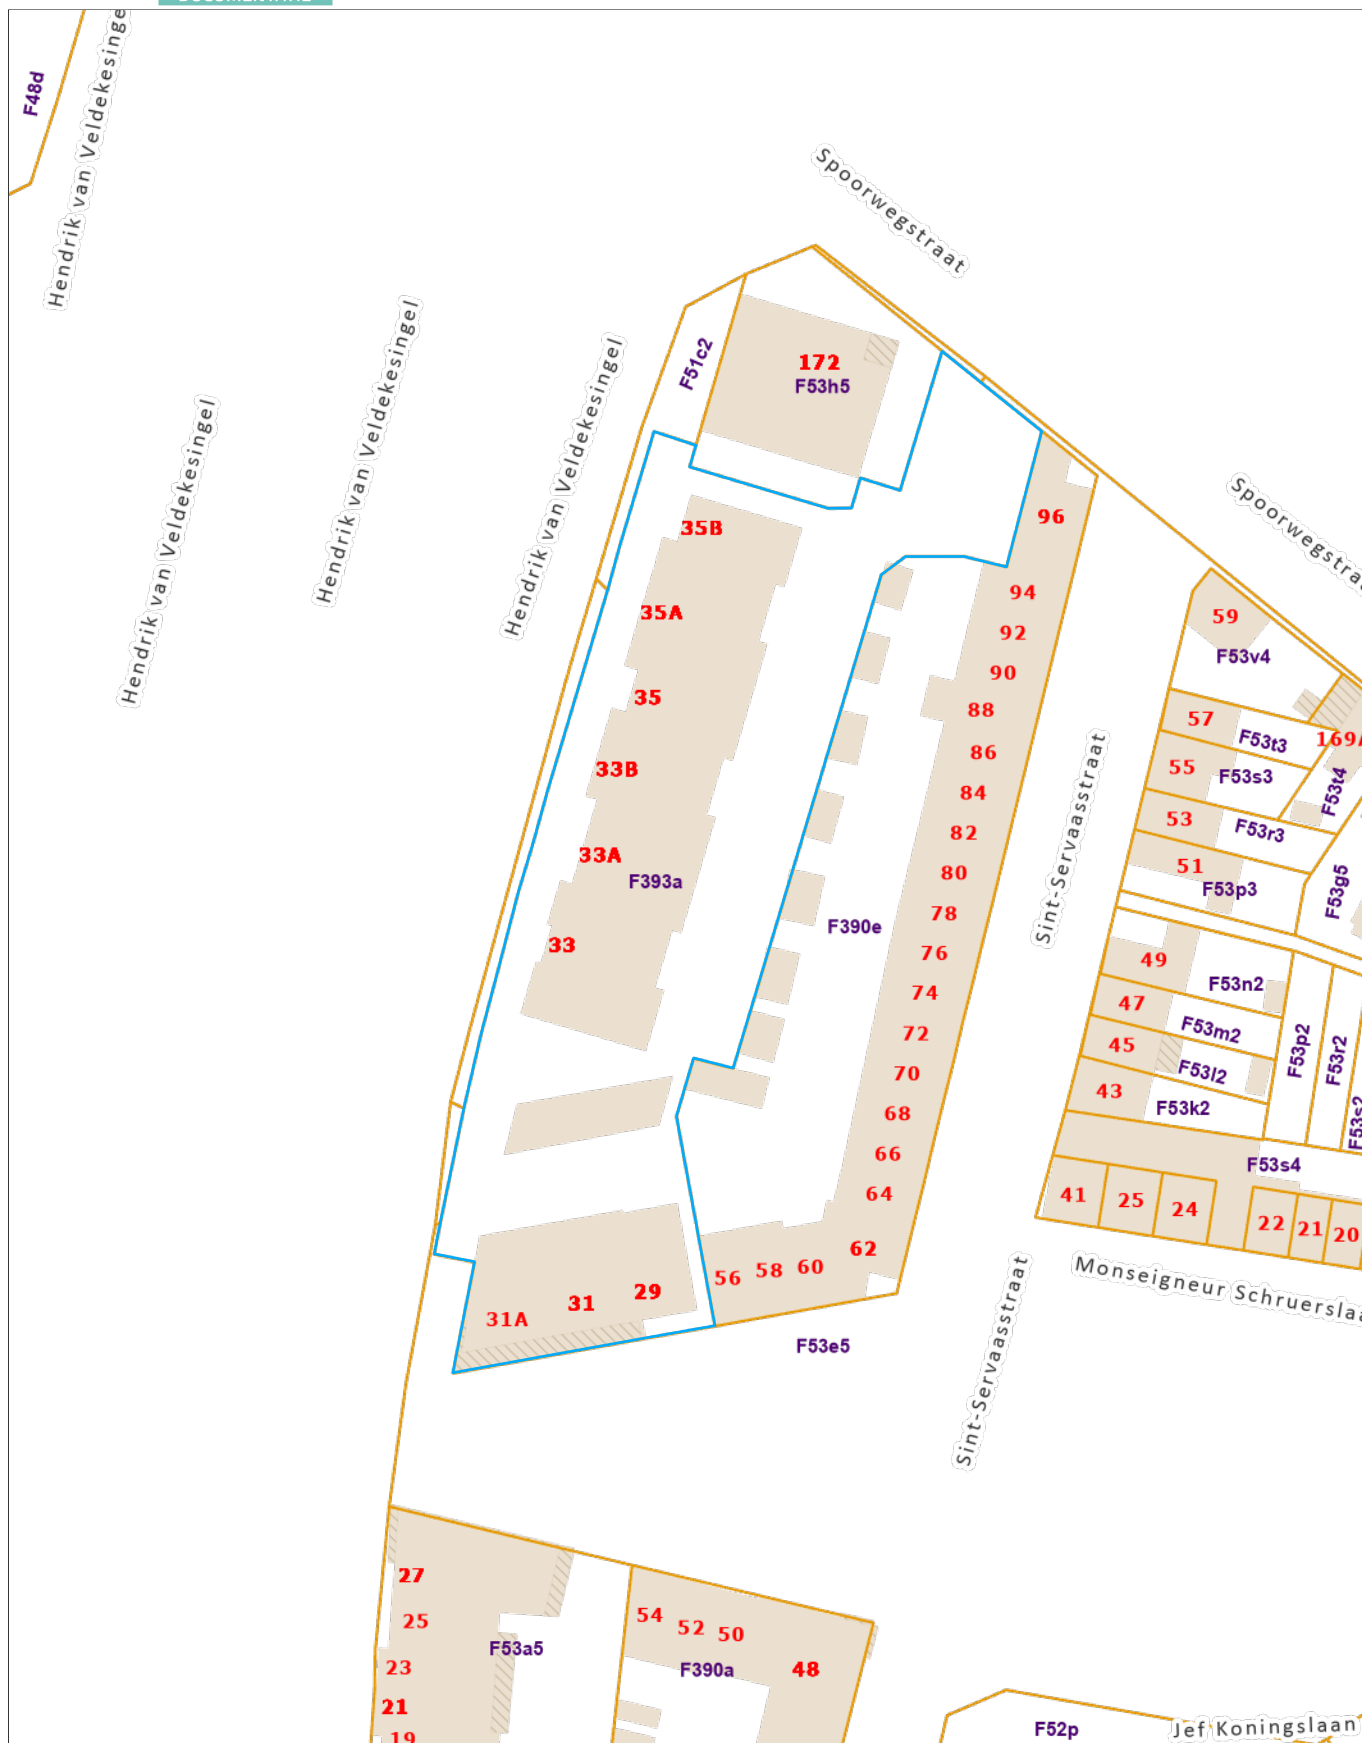 F48d
Hendrik van Veldekesinge
Spoorwegstraat
Hendrik van Veldekesingel
Hendrik van Veldekesingel
Hendrik van Veldekesingel
F51c2
172
F53h5
Spoorwegstra
35B
96
35A
94
59
92
F53v4
90
35
88
57
F53t3
169A
86
33B
55
F53s3
84
F53t4
Sint-Servaasstraat
53
F53r3
82
33A
51
80
F393a
F53p3
F53g5
78
F390e
33
76
49
F53n2
74
47
F53m2
72
45
F53p2
F53r2
70
F53l2
43
68
F53k2
F53s2
66
F53s4
64
41
25
24
22
21
20
62
60
58
56
Monseigneur Schruerslaa
29
31
31A
F53e5
Sint-Servaasstraat
27
54
52
50
25
F53a5
23
F390a
48
21
F52p
Jef Koningslaan
19